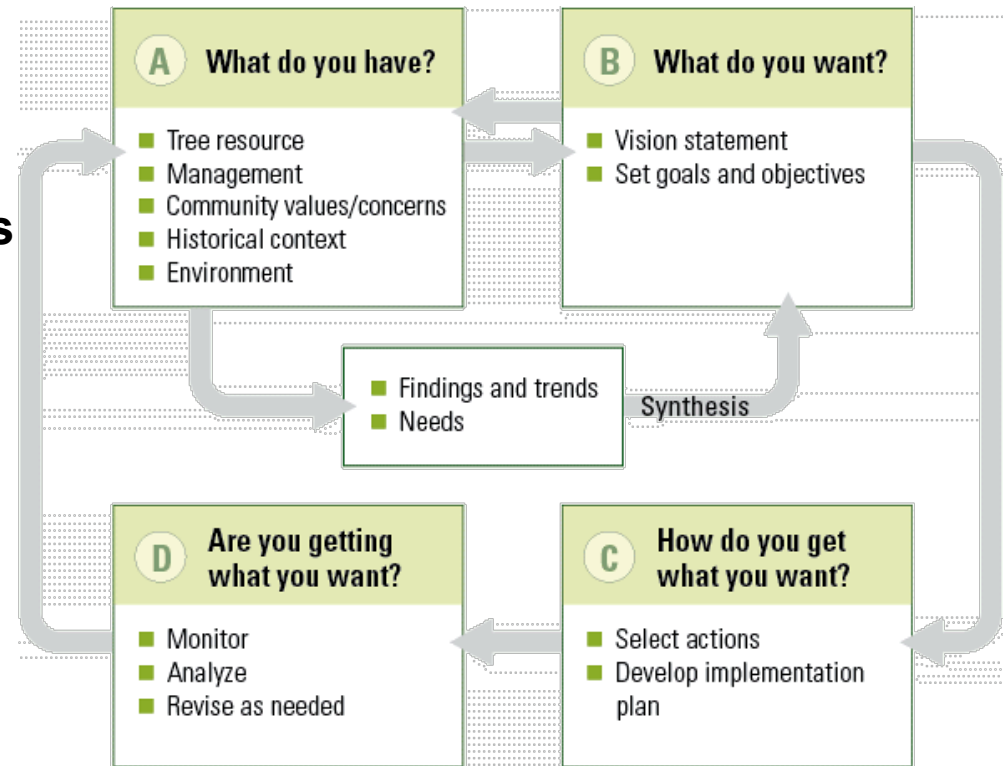 A What do you have?
Tree resource
Management
Community values/concerns
Historical context
Environment
B What do you want?
Vision statement
Set goals and objectives
s
Findings and trends
Needs
Synthesis
D Are you getting
what you want?
Monitor
Analyze
Revise as needed
C How do you get
what you want?
Select actions
Develop implementation
plan